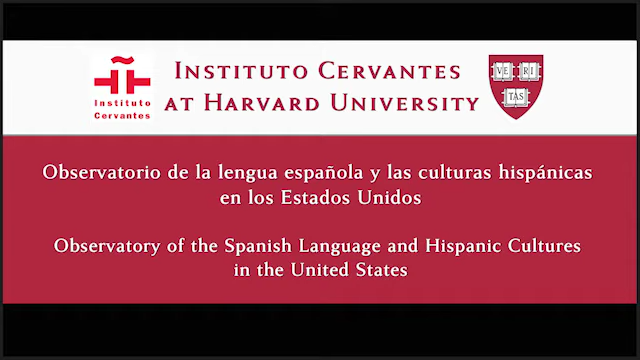 Instituto
Cervantes
INSTITUTO CERVANTES
AT HARVARD UNIVERSITY
VE RI
TAS
Observatorio de la lengua española y las culturas hispánicas
en los Estados Unidos
Observatory of the Spanish Language and Hispanic Cultures
in the United States